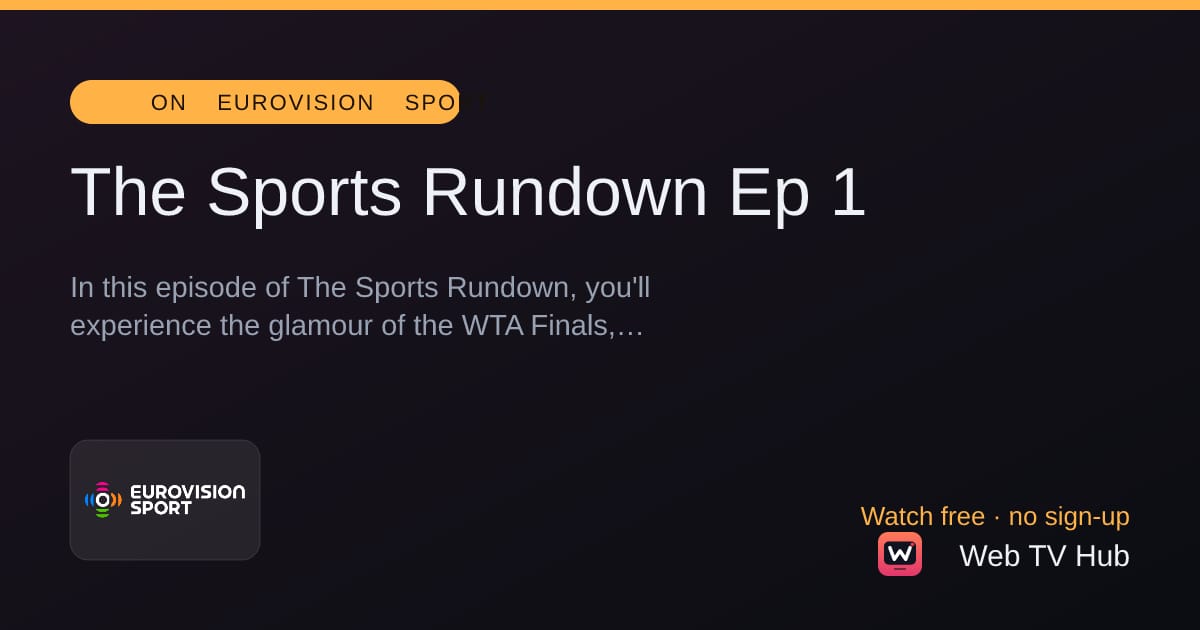 ON EUROVISION SPORT
The Sports Rundown Ep 1
In this episode of The Sports Rundown, you'll
experience the glamour of the WTA Finals,…
EUROVISION
SPORT
Watch free · no sign-up
W
Web TV Hub